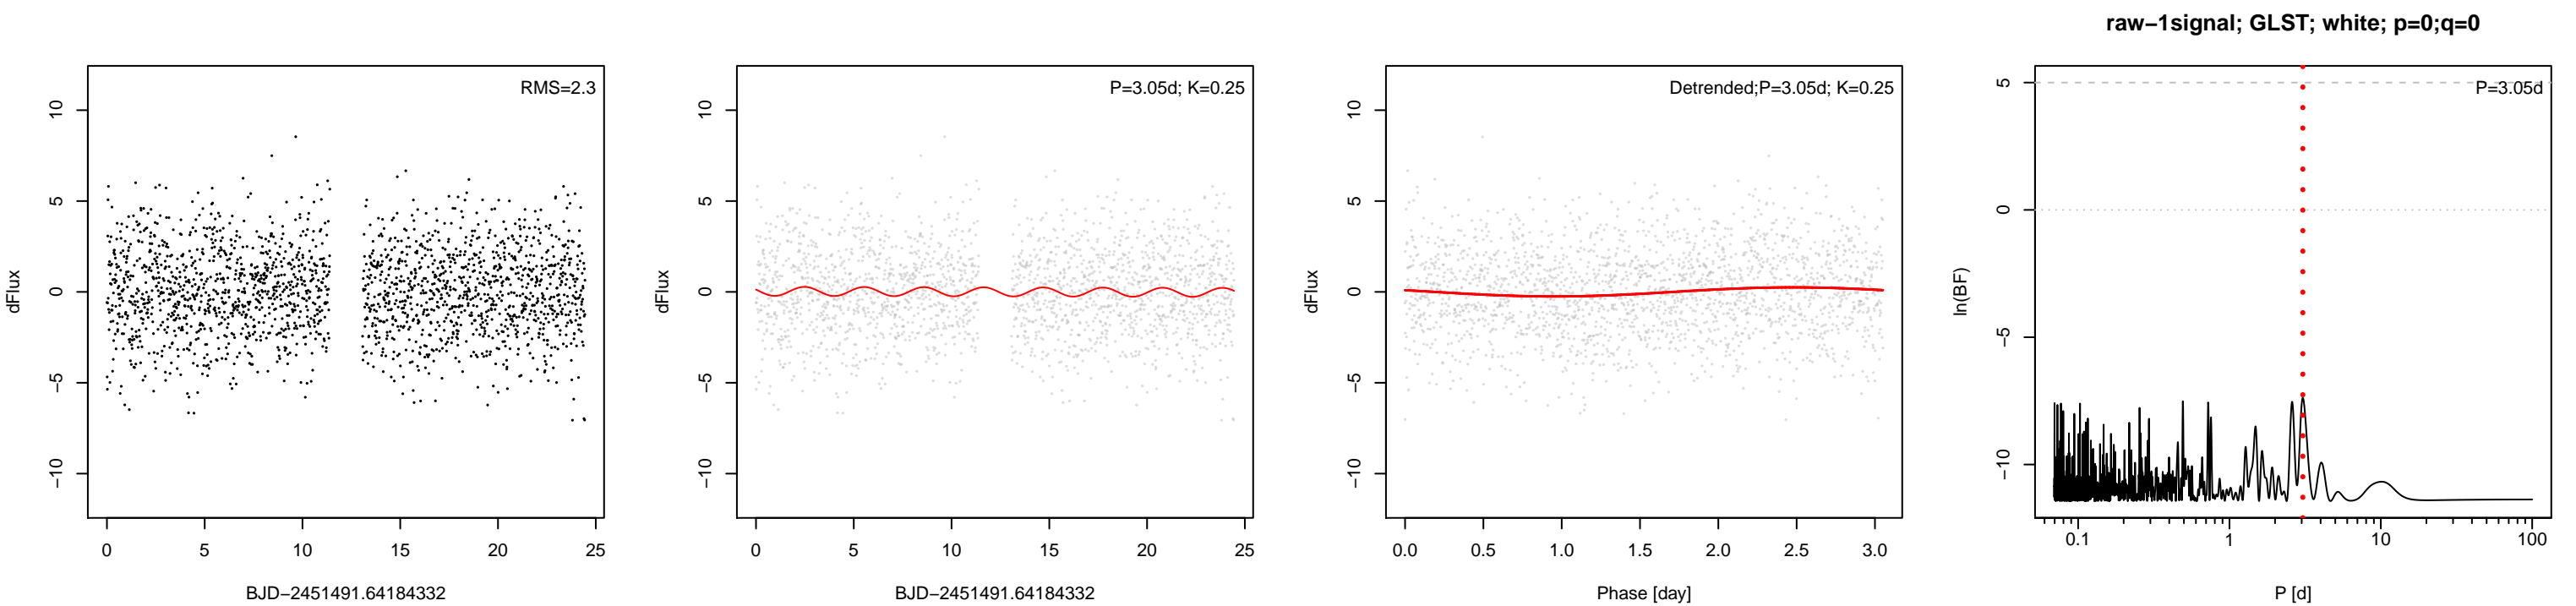 raw−1signal; GLST; white; p=0;q=0
RMS=2.3
dFlux
10
5
0
−5
−10
0 5 10 15 20 25
BJD−2451491.64184332
P=3.05d; K=0.25
dFlux
10
5
0
−5
−10
0 5 10 15 20 25
BJD−2451491.64184332
Detrended;P=3.05d; K=0.25
dFlux
10
5
0
−5
−10
0.0 0.5 1.0 1.5 2.0 2.5 3.0
Phase [day]
P=3.05d
ln(BF)
5
0
−5
−10
0.1 1 10 100
P [d]